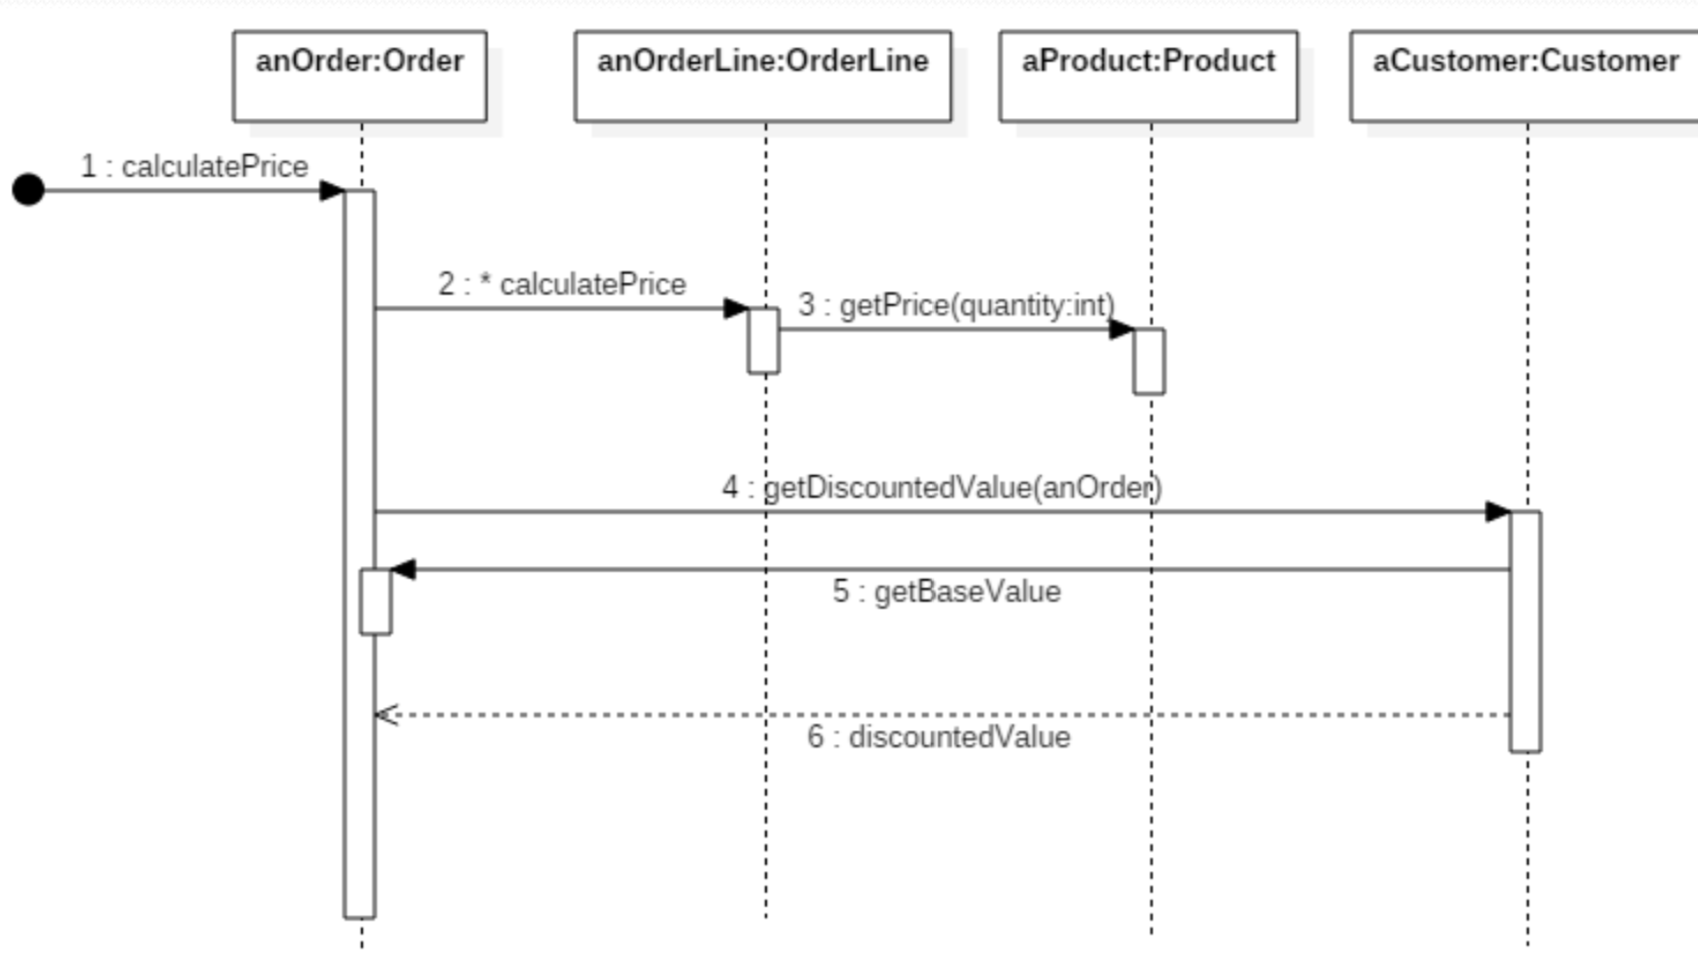 anOrder:Order
anOrderLine:OrderLine
aProduct:Product
aCustomer:Customer
1 : calculatePrice
2 : * calculatePrice
3 : getPrice(quantity:int)
4 : getDiscountedValue(anOrder)
5 : getBaseValue
6 : discountedValue